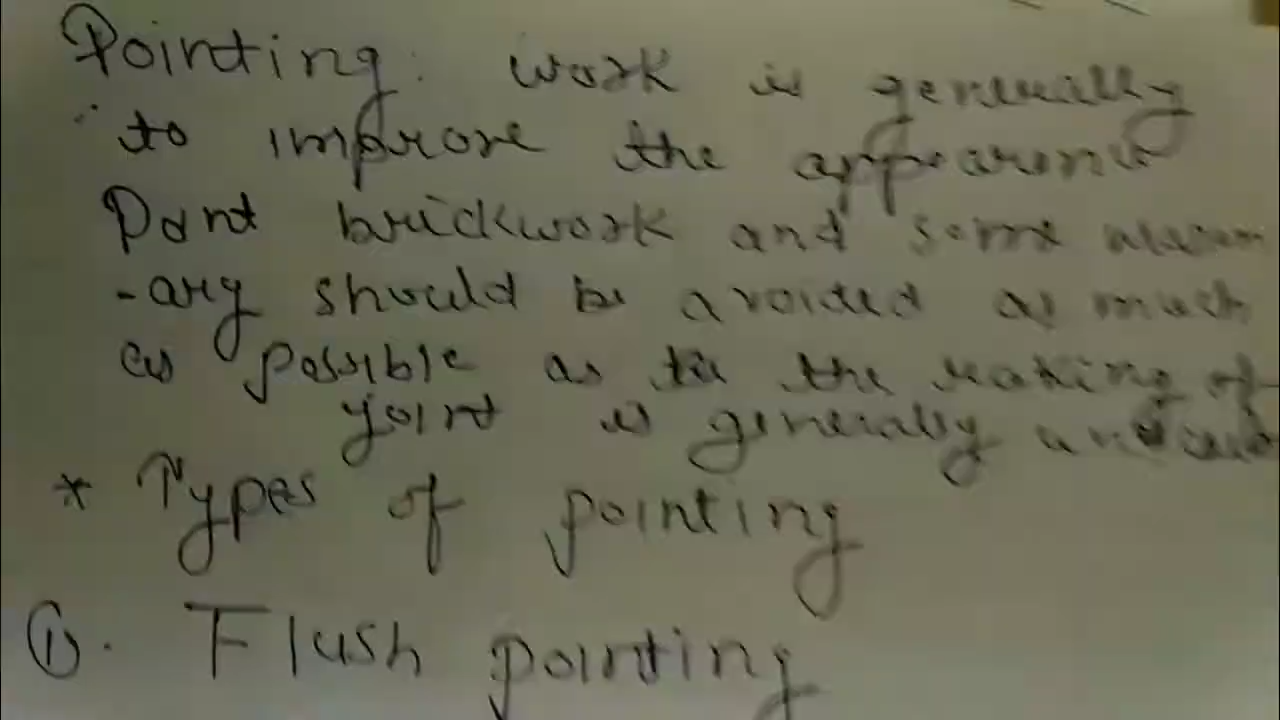 Pointing: work is generally
to improve the appearance
Pant brickwork and some
-ary should be avoided as much
as possible as the the making of
joint is generally
* Types of pointing
①. Flush pointing